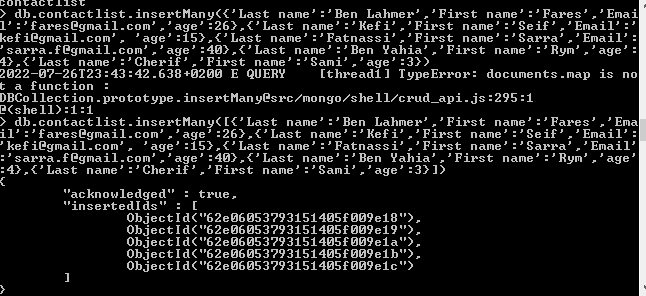 contactlist
> db.contactlist.insertMany({'Last name':'Ben Lahmer','First name':'Fares','Emai
l':'fares@gmail.com','age':26},{'Last name':'Kefi','First name':'Seif','Email':'
kefi@gmail.com', 'age':15},{'Last name':'Fatnassi','First name':'Sarra','Email':
'sarra.f@gmail.com','age':40},{'Last name':'Ben Yahia','First name':'Rym','age':
4},{'Last name':'Cherif','First name':'Sami','age':3})
2022-07-26T23:43:42.638+0200 E QUERY    [thread1] TypeError: documents.map is no
t a function :
DBCollection.prototype.insertMany@src/mongo/shell/crud_api.js:295:1
@(shell):1:1
> db.contactlist.insertMany([{'Last name':'Ben Lahmer','First name':'Fares','Ema
il':'fares@gmail.com','age':26},{'Last name':'Kefi','First name':'Seif','Email':
'kefi@gmail.com', 'age':15},{'Last name':'Fatnassi','First name':'Sarra','Email'
:'sarra.f@gmail.com','age':40},{'Last name':'Ben Yahia','First name':'Rym','age'
:4},{'Last name':'Cherif','First name':'Sami','age':3}])
{
"acknowledged" : true,
"insertedIds" : [
ObjectId("62e06053793151405f009e18"),
ObjectId("62e06053793151405f009e19"),
ObjectId("62e06053793151405f009e1a"),
ObjectId("62e06053793151405f009e1b"),
ObjectId("62e06053793151405f009e1c")
]
}